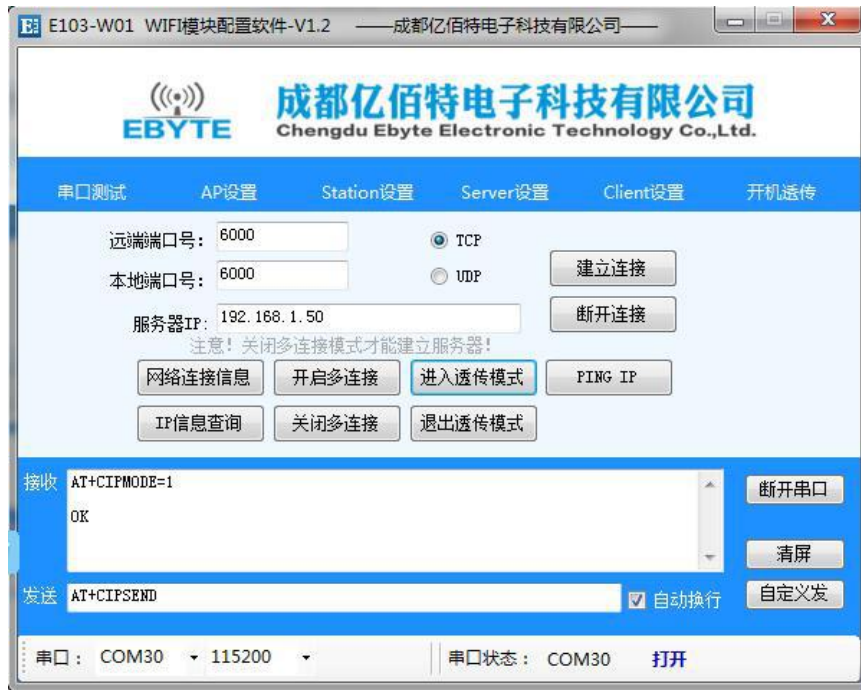 E103-W01 WIFI模块配置软件-V1.2 ——成都亿佰特电子科技有限公司——
EBYTE
成都亿佰特电子科技有限公司
Chengdu Ebyte Electronic Technology Co.,Ltd.
串口测试 AP设置 Station设置 Server设置 Client设置 开机透传
远端端口号: 6000 TCP
本地端口号: 6000 UDP 建立连接
服务器IP: 192.168.1.50 断开连接
注意! 关闭多连接模式才能建立服务器!
网络连接信息 开启多连接 进入透传模式 PING IP
IP信息查询 关闭多连接 退出透传模式
接收 AT+CIPMODE=1 断开串口
OK
清屏
发送 AT+CIPSEND 自动换行 自定义发
串口: COM30 115200 串口状态: COM30 打开